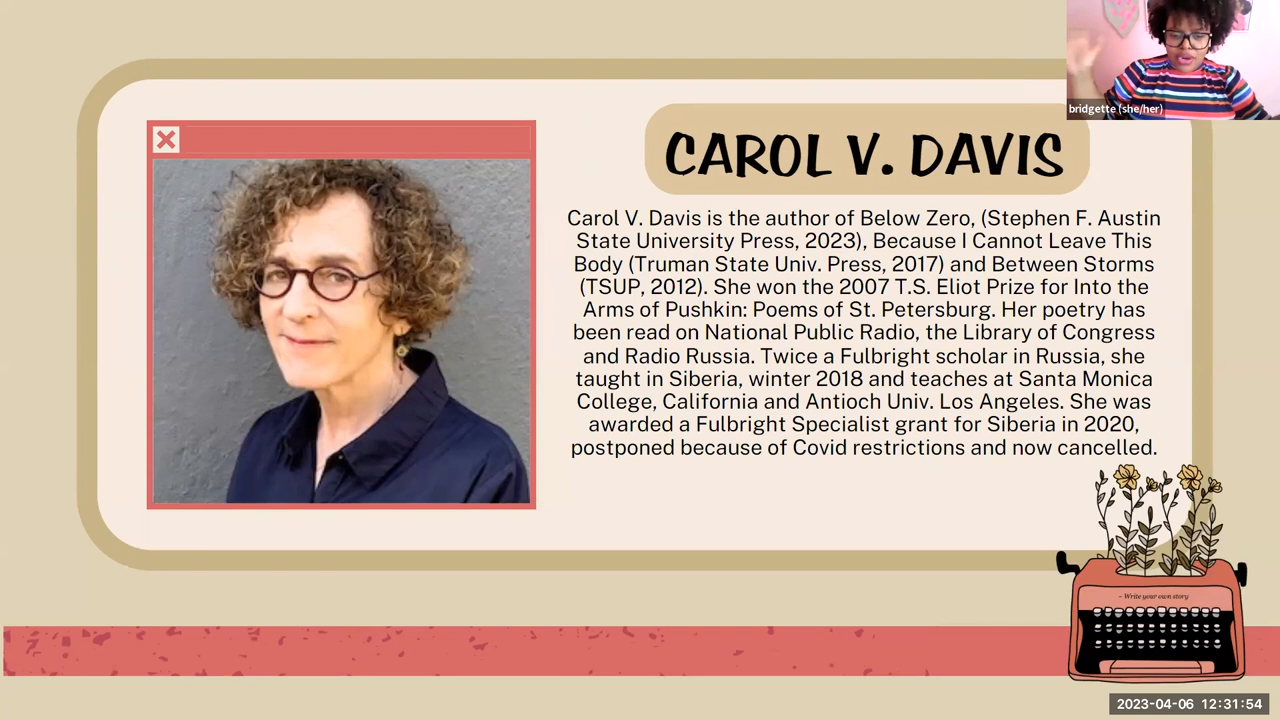 bridgette (she/her)
CAROL V. DAVIS
Carol V. Davis is the author of Below Zero, (Stephen F. Austin
State University Press, 2023), Because I Cannot Leave This
Body (Truman State Univ. Press, 2017) and Between Storms
(TSUP, 2012). She won the 2007 T.S. Eliot Prize for Into the
Arms of Pushkin: Poems of St. Petersburg. Her poetry has
been read on National Public Radio, the Library of Congress
and Radio Russia. Twice a Fulbright scholar in Russia, she
taught in Siberia, winter 2018 and teaches at Santa Monica
College, California and Antioch Univ. Los Angeles. She was
awarded a Fulbright Specialist grant for Siberia in 2020,
postponed because of Covid restrictions and now cancelled.
~ Write your own story
2023-04-06 12:31:54